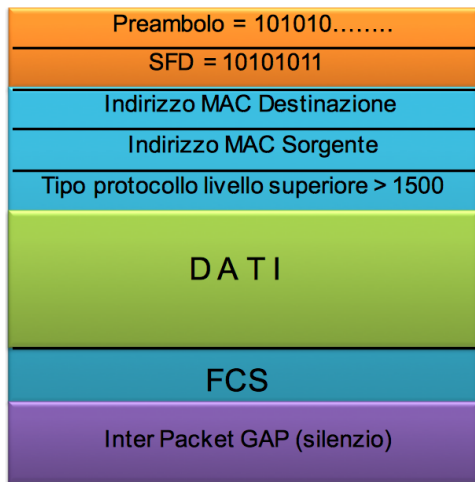 Preambolo = 101010........
SFD = 10101011
Indirizzo MAC Destinazione
Indirizzo MAC Sorgente
Tipo protocollo livello superiore > 1500
D A T I
FCS
Inter Packet GAP (silenzio)